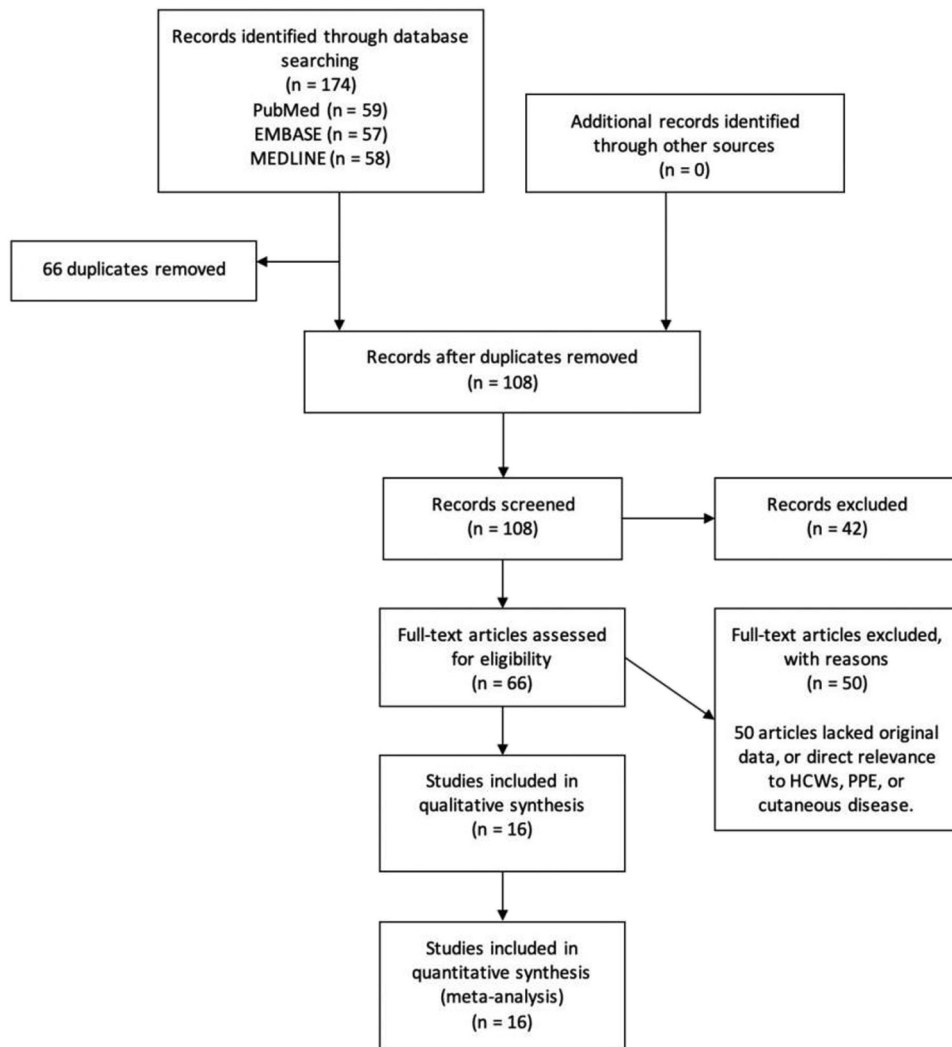 Records identified through database
searching
(n = 174)
PubMed (n = 59)
EMBASE (n = 57)
MEDLINE (n = 58)
Additional records identified
through other sources
(n = 0)
66 duplicates removed
Records after duplicates removed
(n = 108)
Records screened
(n = 108)
Records excluded
(n = 42)
Full-text articles assessed
for eligibility
(n = 66)
Full-text articles excluded,
with reasons
(n = 50)
50 articles lacked original
data, or direct relevance
to HCWs, PPE, or
cutaneous disease.
Studies included in
qualitative synthesis
(n = 16)
Studies included in
quantitative synthesis
(meta-analysis)
(n = 16)